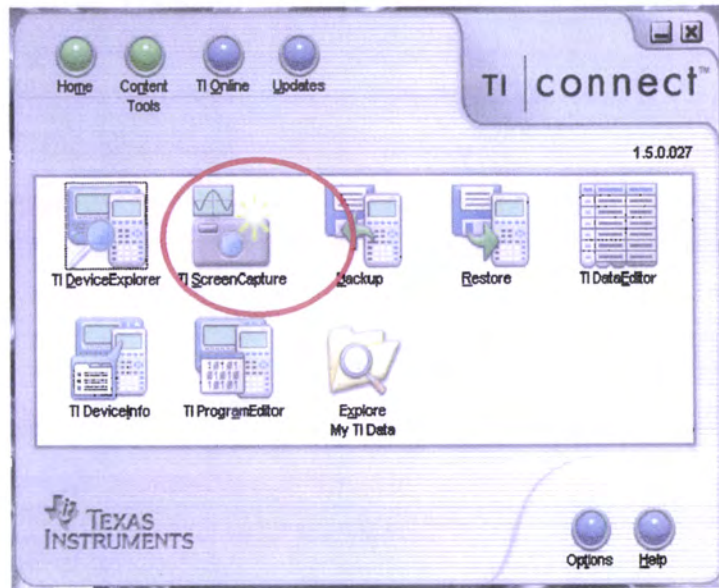 Home
Content
Tools
TI Online
Updates
TI connect™
1.5.0.027
TI DeviceExplorer
TI ScreenCapture
Backup
Restore
TI DataEditor
TI DeviceInfo
TI ProgramEditor
Explore
My TI Data
TEXAS
INSTRUMENTS
Options
Help